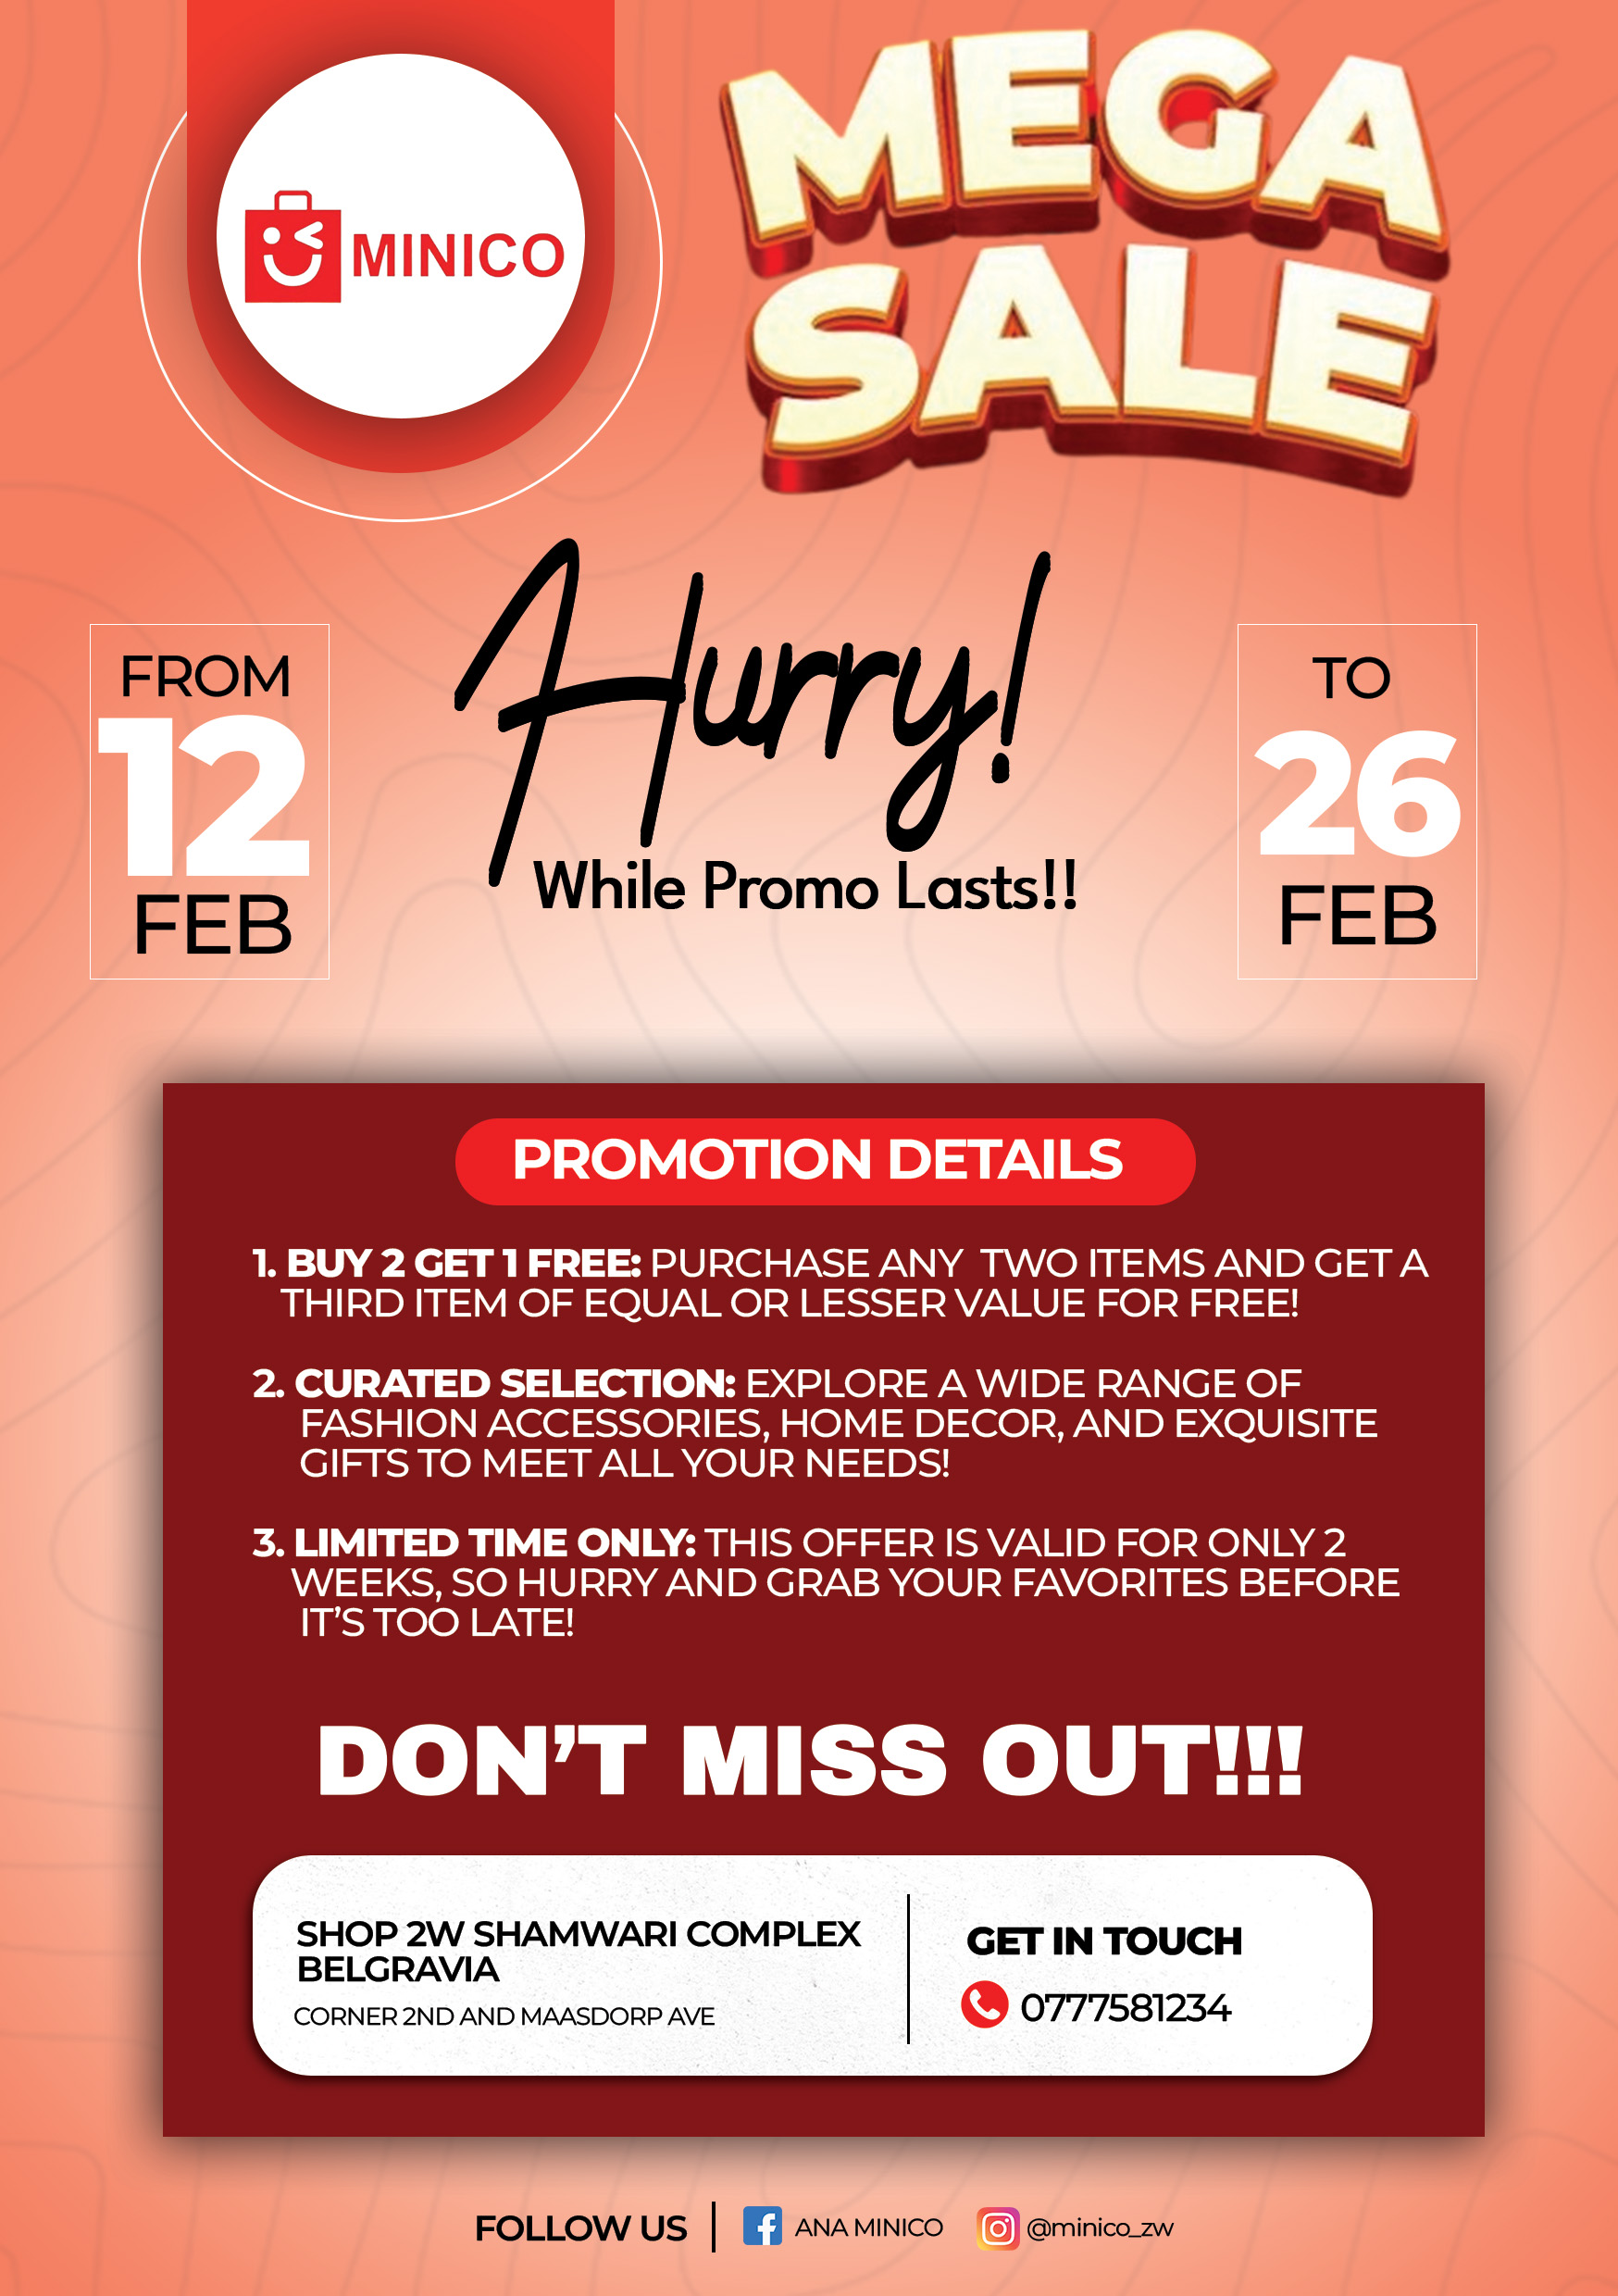 MINICO
MEGA
SALE
Hurry!
While Promo Lasts!!
FROM
12
FEB
TO
26
FEB
PROMOTION DETAILS
1. BUY 2 GET 1 FREE: PURCHASE ANY TWO ITEMS AND GET A
THIRD ITEM OF EQUAL OR LESSER VALUE FOR FREE!
2. CURATED SELECTION: EXPLORE A WIDE RANGE OF
FASHION ACCESSORIES, HOME DECOR, AND EXQUISITE
GIFTS TO MEET ALL YOUR NEEDS!
3. LIMITED TIME ONLY: THIS OFFER IS VALID FOR ONLY 2
WEEKS, SO HURRY AND GRAB YOUR FAVORITES BEFORE
IT'S TOO LATE!
DON'T MISS OUT!!!
SHOP 2W SHAMWARI COMPLEX
BELGRAVIA
CORNER 2ND AND MAASDORP AVE
GET IN TOUCH
0777581234
FOLLOW US
ANA MINICO
@minico_zw